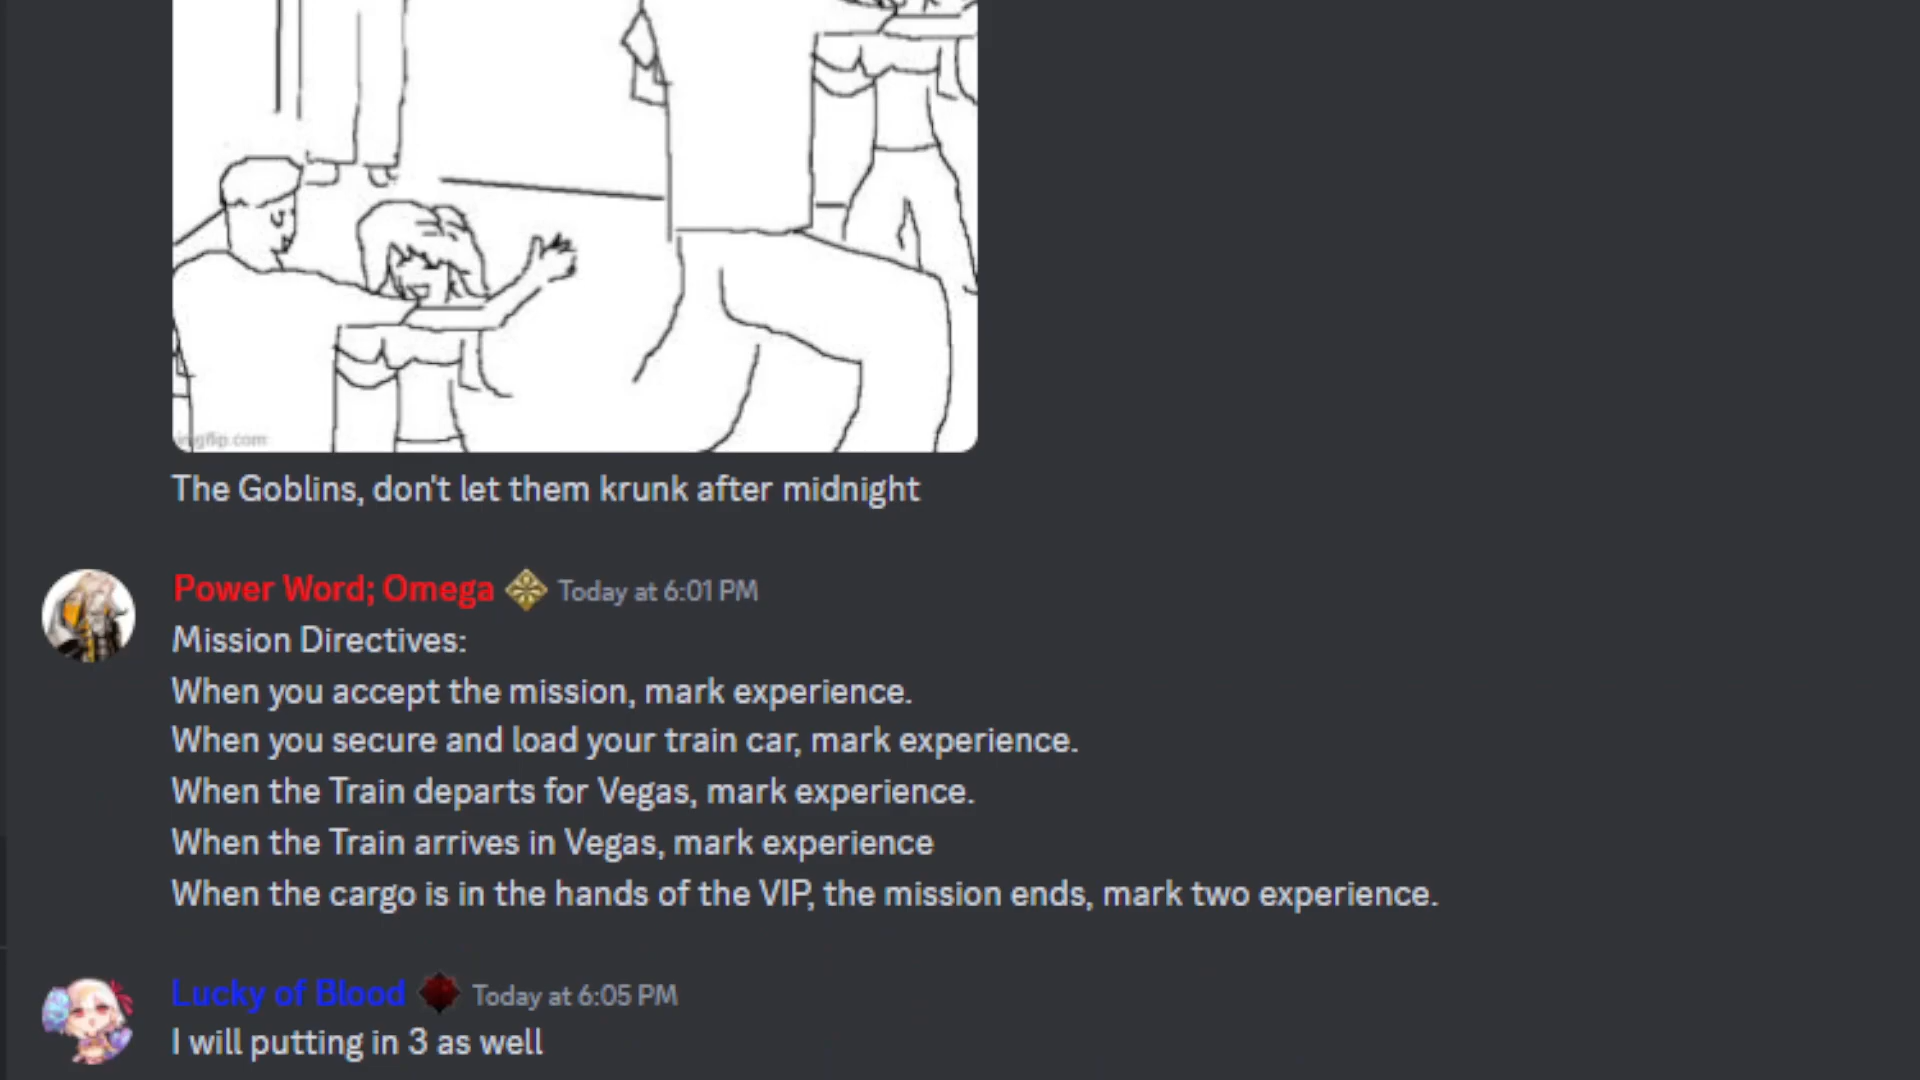 imgflip.com
The Goblins, don't let them krunk after midnight
Power Word; Omega Today at 6:01 PM
Mission Directives:
When you accept the mission, mark experience.
When you secure and load your train car, mark experience.
When the Train departs for Vegas, mark experience.
When the Train arrives in Vegas, mark experience
When the cargo is in the hands of the VIP, the mission ends, mark two experience.
Lucky of Blood Today at 6:05 PM
I will putting in 3 as well